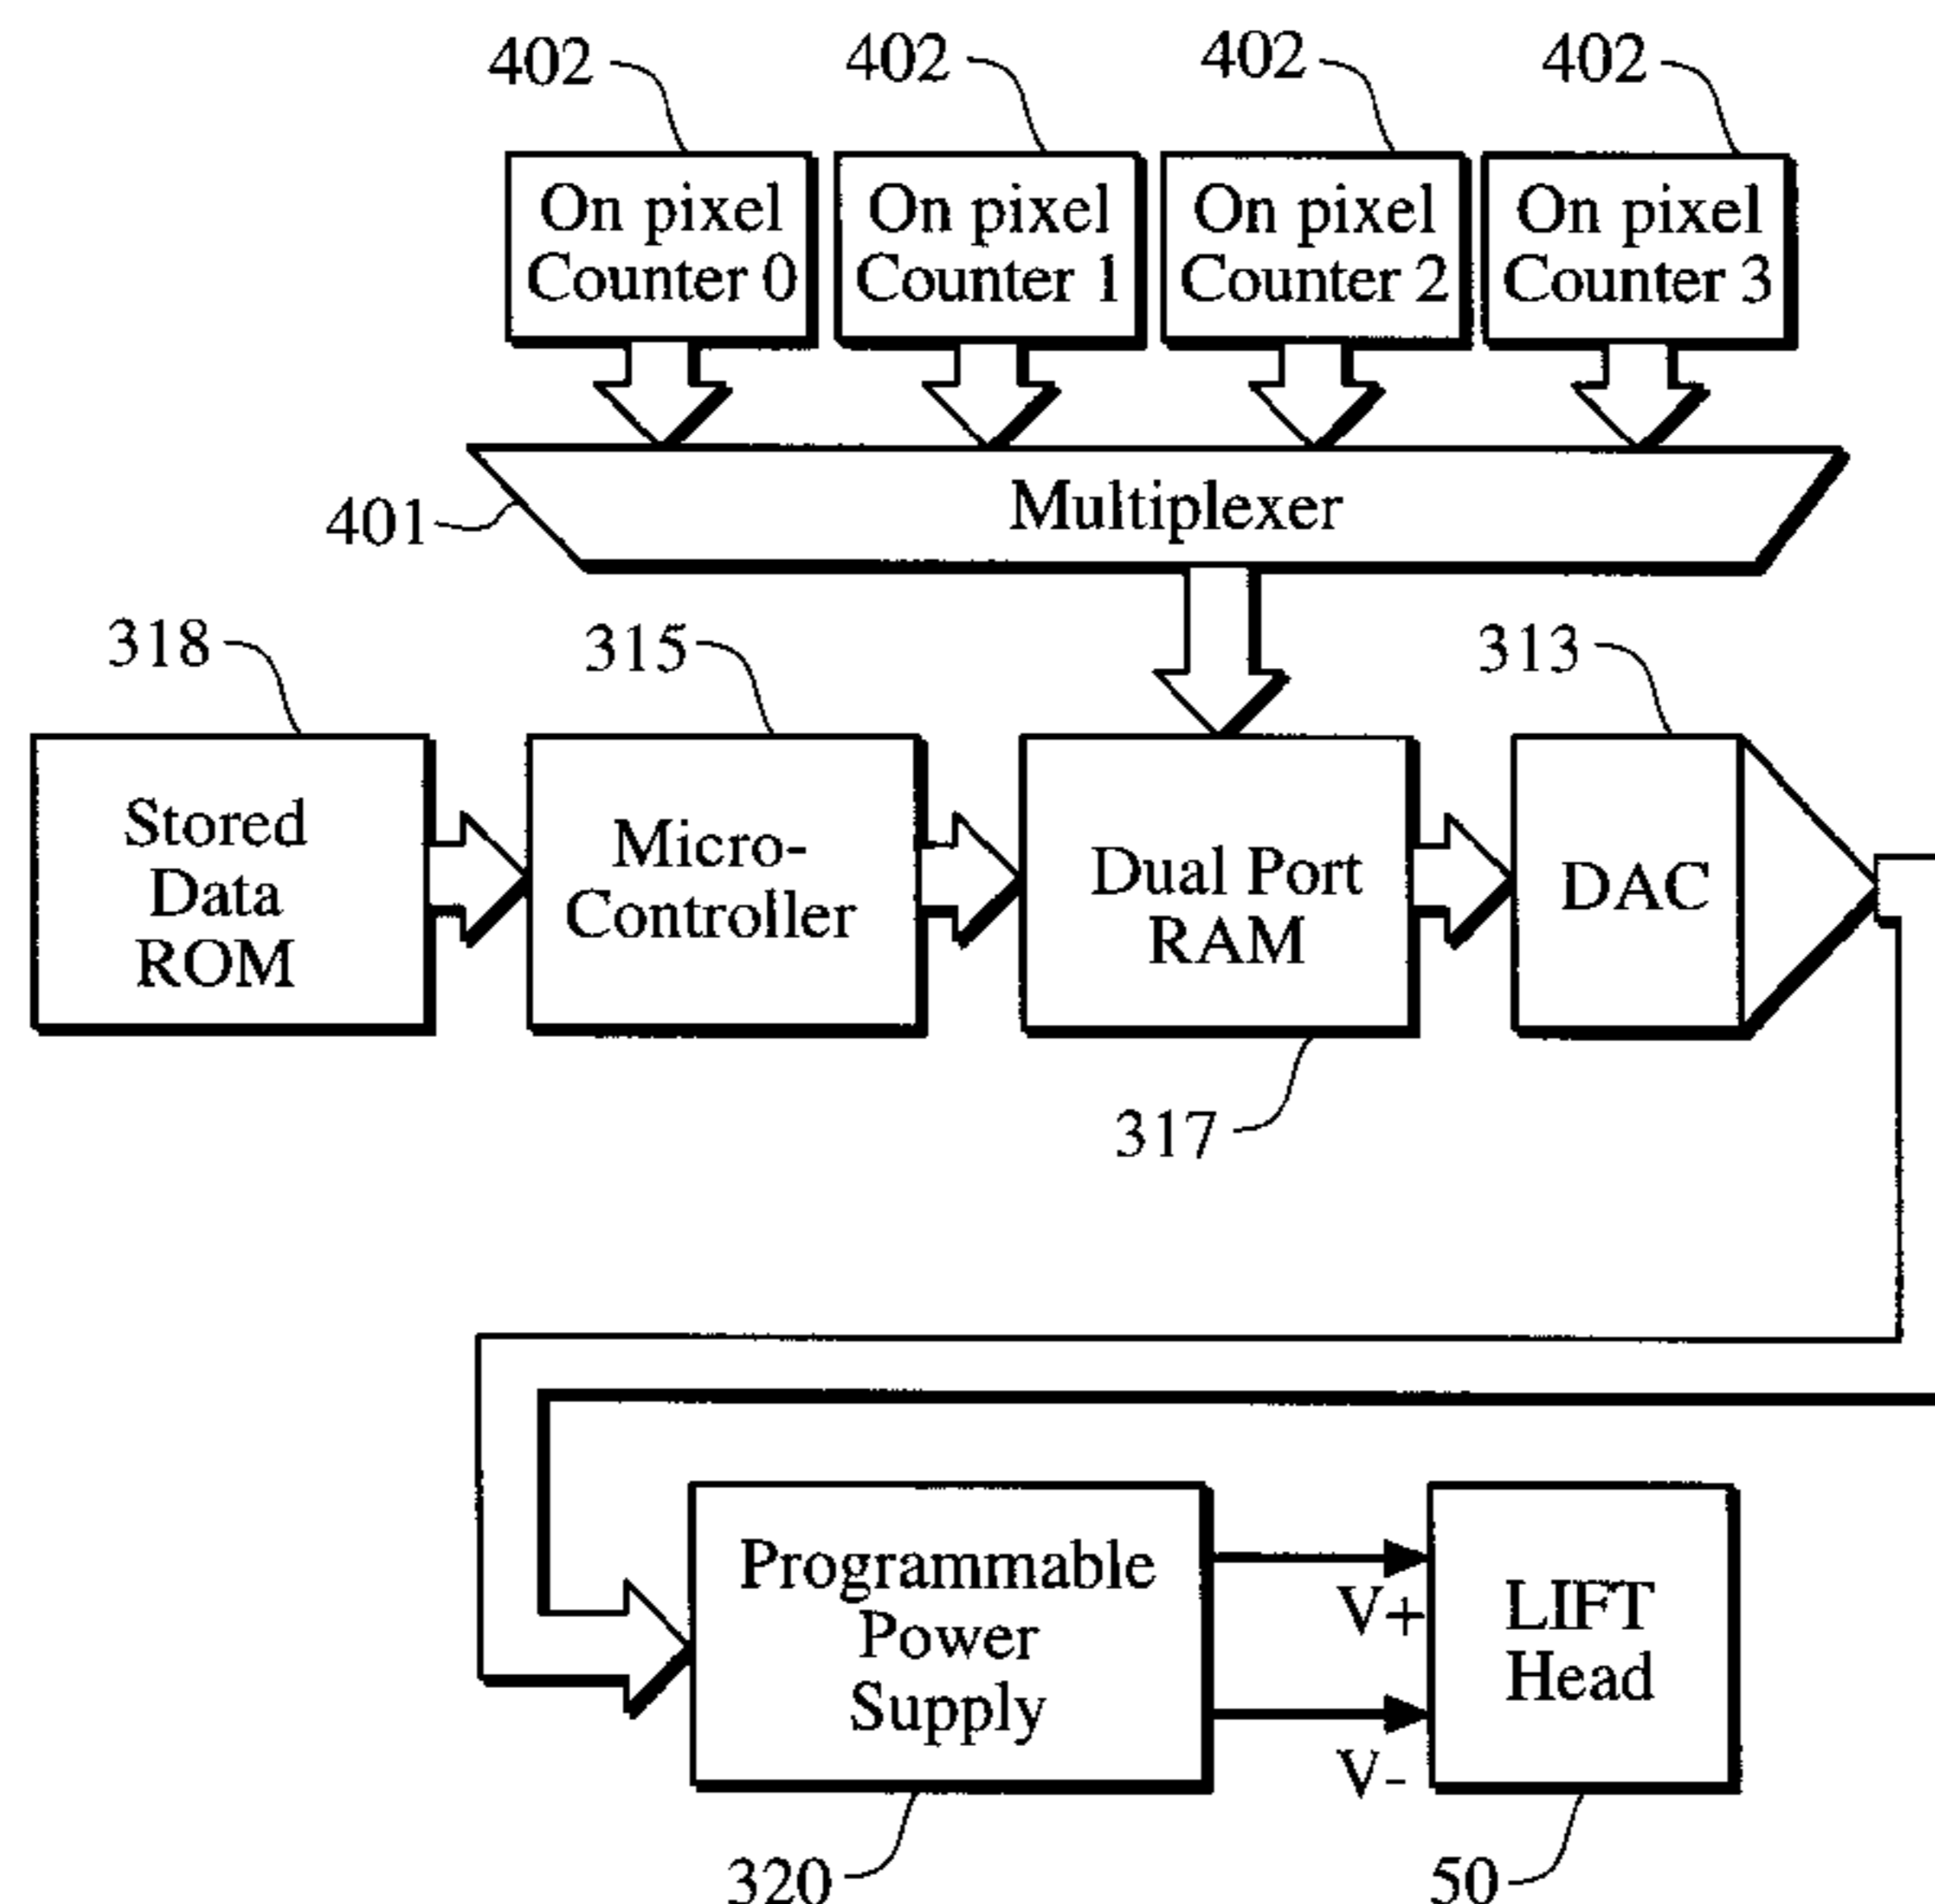 402
402
402
402
On pixel
Counter 0
On pixel
Counter 1
On pixel
Counter 2
On pixel
Counter 3
401
Multiplexer
318
315
313
Stored
Data
ROM
Micro-
Controller
Dual Port
RAM
DAC
317
Programmable
Power
Supply
V+
V-
LIFT
Head
320
50